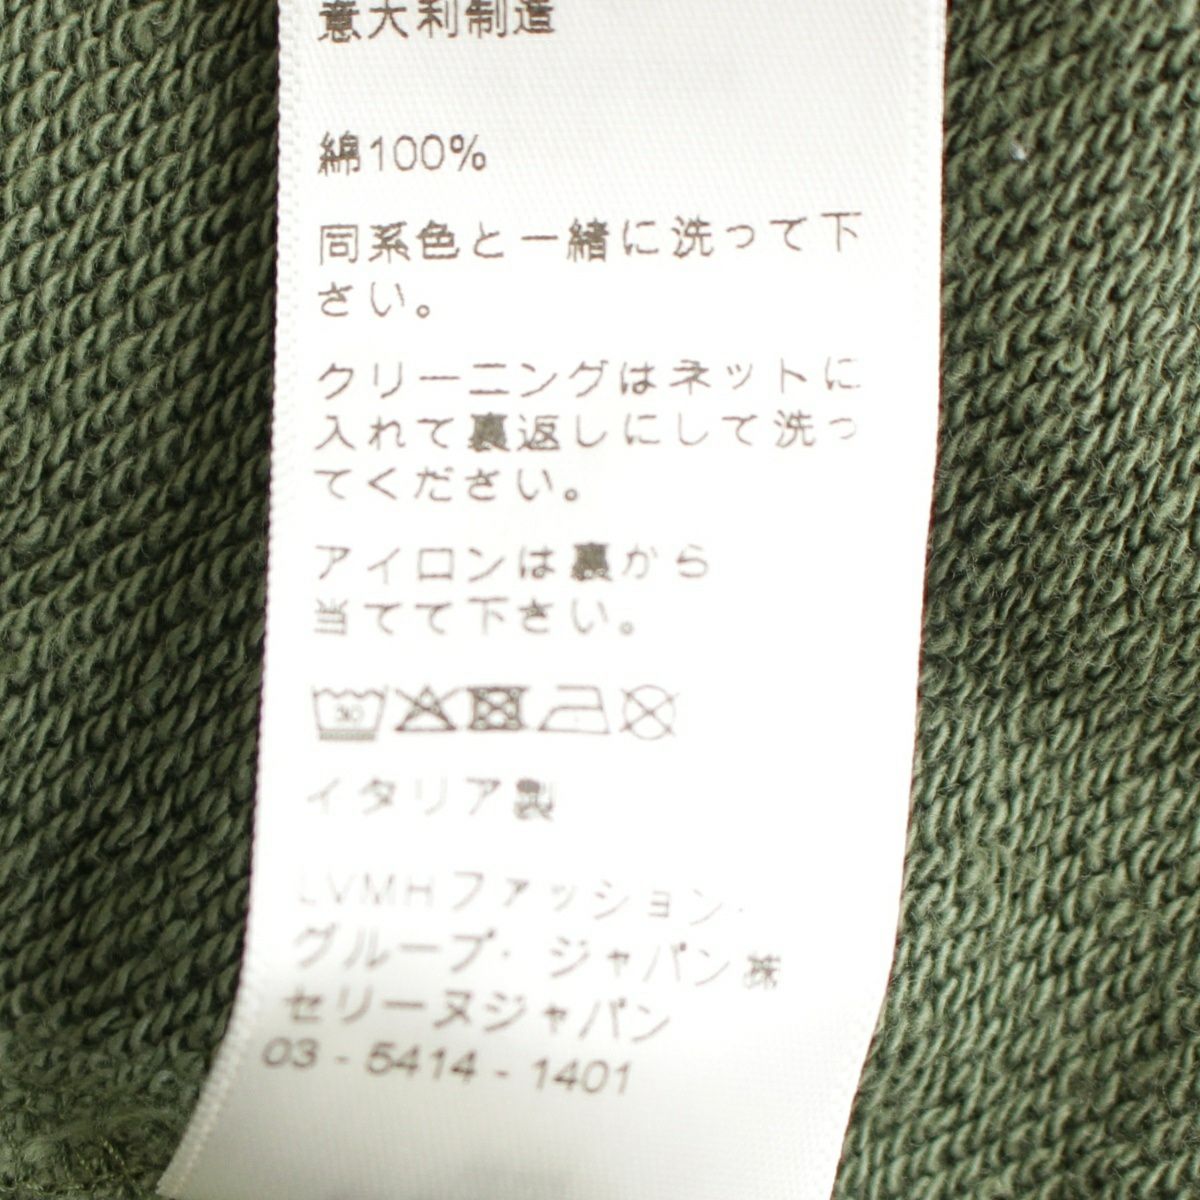 意大利制造
綿100%
同系色と一緒に洗って下
さい。
クリーニングはネットに
入れて裏返しにして洗っ
てください。
アイロンは裏から
当てて下さい。
30
イタリア製
LVMHファッション・
グループ・ジャパン㈱
セリーヌジャパン
03 - 5414 - 1401